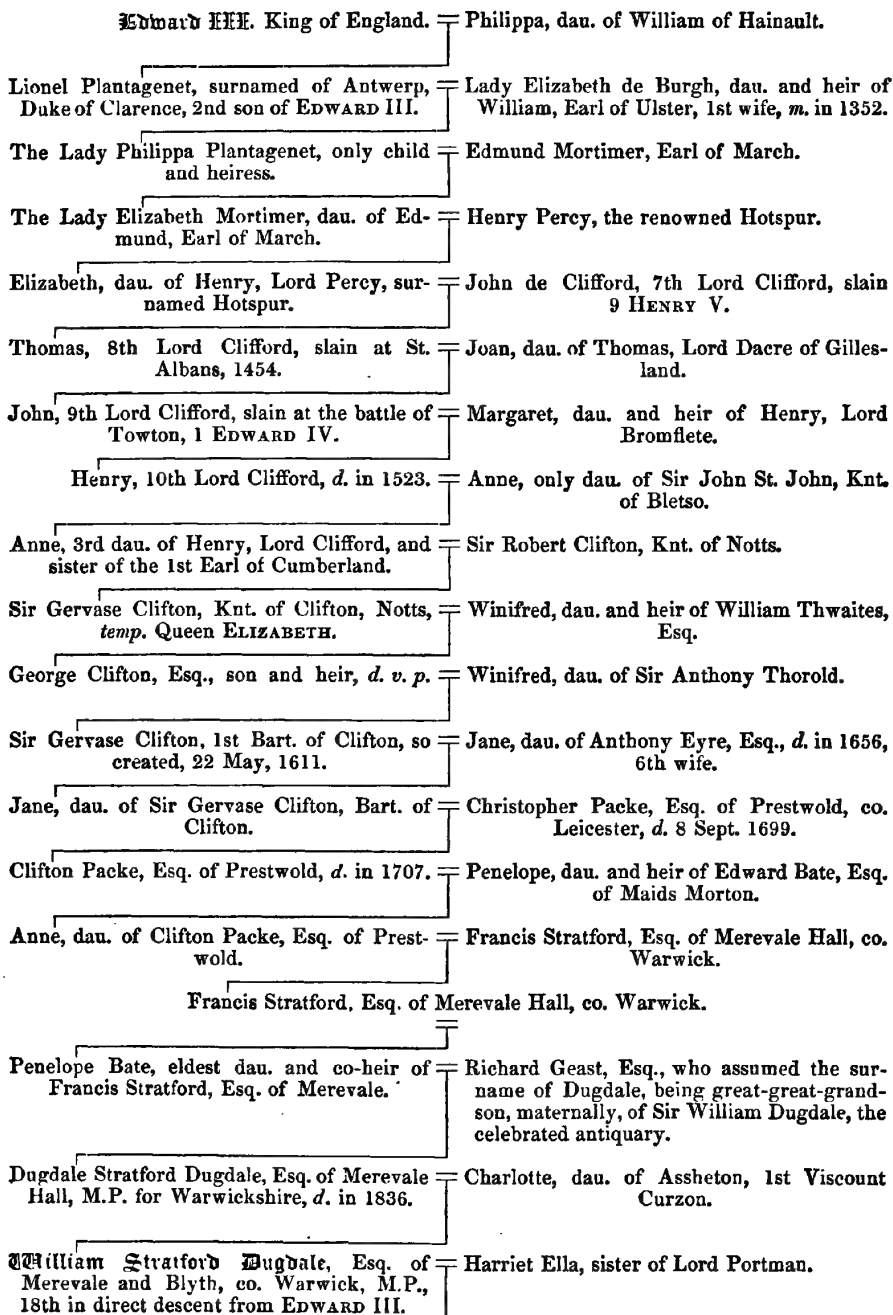 Edward III. King of England. Philippa, dau. of William of Hainault.
Lionel Plantagenet, surnamed of Antwerp,
Duke of Clarence, 2nd son of EDWARD III.
Lady Elizabeth de Burgh, dau. and heir of
William, Earl of Ulster, 1st wife, m. in 1352.
The Lady Philippa Plantagenet, only child
and heiress.
Edmund Mortimer, Earl of March.
The Lady Elizabeth Mortimer, dau. of Ed-
mund, Earl of March.
Henry Percy, the renowned Hotspur.
Elizabeth, dau. of Henry, Lord Percy, sur-
named Hotspur.
John de Clifford, 7th Lord Clifford, slain
9 HENRY V.
Thomas, 8th Lord Clifford, slain at St.
Albans, 1454.
Joan, dau. of Thomas, Lord Dacre of Gilles-
land.
John, 9th Lord Clifford, slain at the battle of
Towton, 1 EDWARD IV.
Margaret, dau. and heir of Henry, Lord
Bromflete.
Henry, 10th Lord Clifford, d. in 1523.
Anne, only dau. of Sir John St. John, Knt.
of Bletso.
Anne, 3rd dau. of Henry, Lord Clifford, and
sister of the 1st Earl of Cumberland.
Sir Robert Clifton, Knt. of Notts.
Sir Gervase Clifton, Knt. of Clifton, Notts,
temp. Queen ELIZABETH.
Winifred, dau. and heir of William Thwaites,
Esq.
George Clifton, Esq., son and heir, d. v. p.
Winifred, dau. of Sir Anthony Thorold.
Sir Gervase Clifton, 1st Bart. of Clifton, so
created, 22 May, 1611.
Jane, dau. of Anthony Eyre, Esq., d. in 1656,
6th wife.
Jane, dau. of Sir Gervase Clifton, Bart. of
Clifton.
Christopher Packe, Esq. of Prestwold, co.
Leicester, d. 8 Sept. 1699.
Clifton Packe, Esq. of Prestwold, d. in 1707.
Penelope, dau. and heir of Edward Bate, Esq.
of Maids Morton.
Anne, dau. of Clifton Packe, Esq. of Prest-
wold.
Francis Stratford, Esq. of Merevale Hall, co.
Warwick.
Francis Stratford, Esq. of Merevale Hall, co. Warwick.
Penelope Bate, eldest dau. and co-heir of
Francis Stratford, Esq. of Merevale.
Richard Geast, Esq., who assumed the sur-
name of Dugdale, being great-great-grand-
son, maternally, of Sir William Dugdale, the
celebrated antiquary.
Dugdale Stratford Dugdale, Esq. of Merevale
Hall, M.P. for Warwickshire, d. in 1836.
Charlotte, dau. of Assheton, 1st Viscount
Curzon.
William Stratford Dugdale, Esq. of
Merevale and Blyth, co. Warwick, M.P.,
18th in direct descent from EDWARD III.
Harriet Ella, sister of Lord Portman.